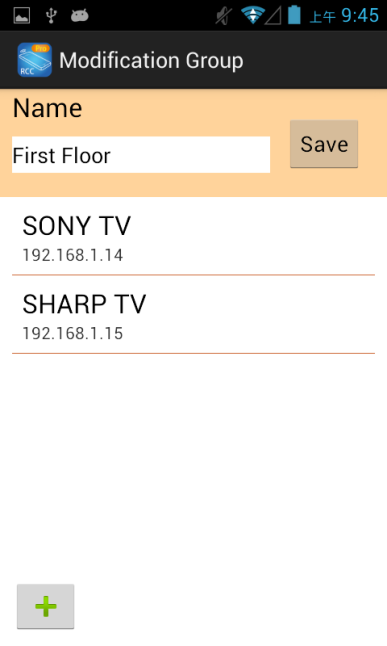 上午 9:45
Pro
RCC
Modification Group
Name
First Floor
Save
SONY TV
192.168.1.14
SHARP TV
192.168.1.15